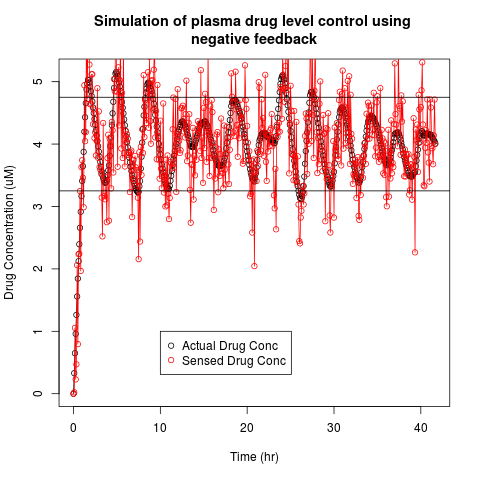 Simulation of plasma drug level control using
negative feedback
Drug Concentration (uM)
5
4
3
2
1
0
Actual Drug Conc
Sensed Drug Conc
0 10 20 30 40
Time (hr)